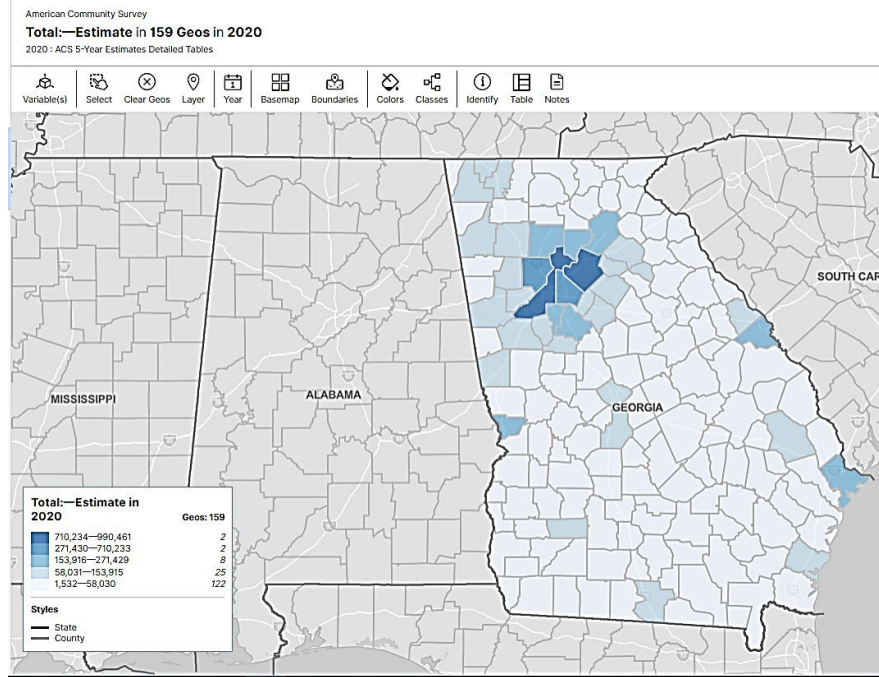 American Community Survey
Total:—Estimate in 159 Geos in 2020
2020 : ACS 5-Year Estimates Detailed Tables
Variable(s) Select Clear Geos Layer Year Basemap Boundaries Colors Classes Identify Table Notes
SOUTH CAR
MISSISSIPPI
ALABAMA
GEORGIA
Total:—Estimate in
2020 Geos: 159
710,234—990,461 2
271,430—710,233 2
153,916—271,429 8
58,031—153,915 25
1,532—58,030 122
Styles
State
County